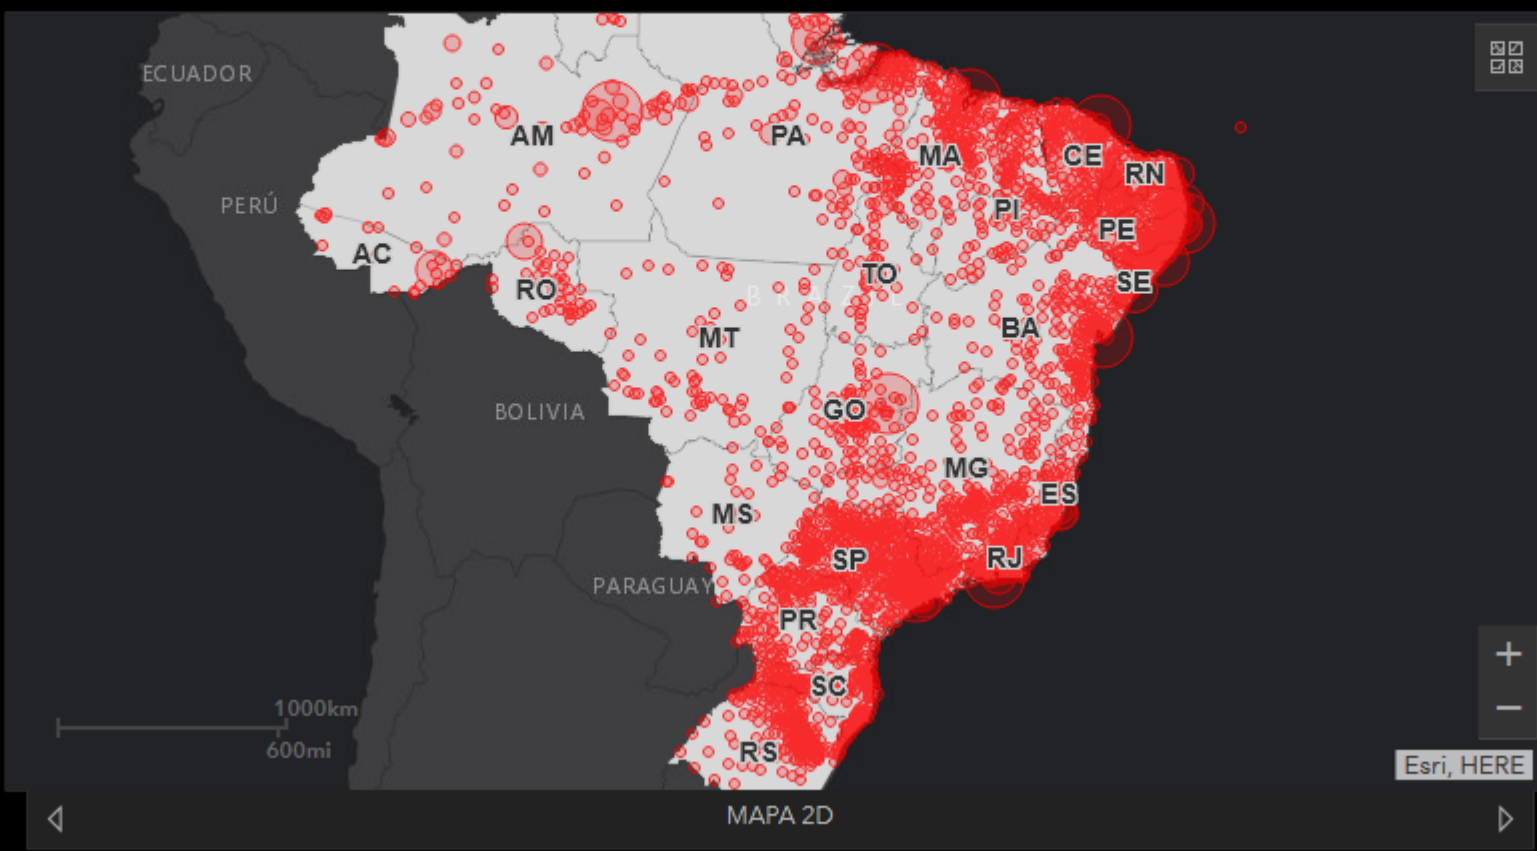 ECUADOR
AM
PA
MA
CE
RN
PERÚ
PI
PE
AC
TO
SE
RO
BRAZIL
BA
MT
BOLIVIA
GO
MG
ES
MS
SP
RJ
PARAGUAY
PR
SC
1000km
600mi
RS
+
−
Esri, HERE
MAPA 2D